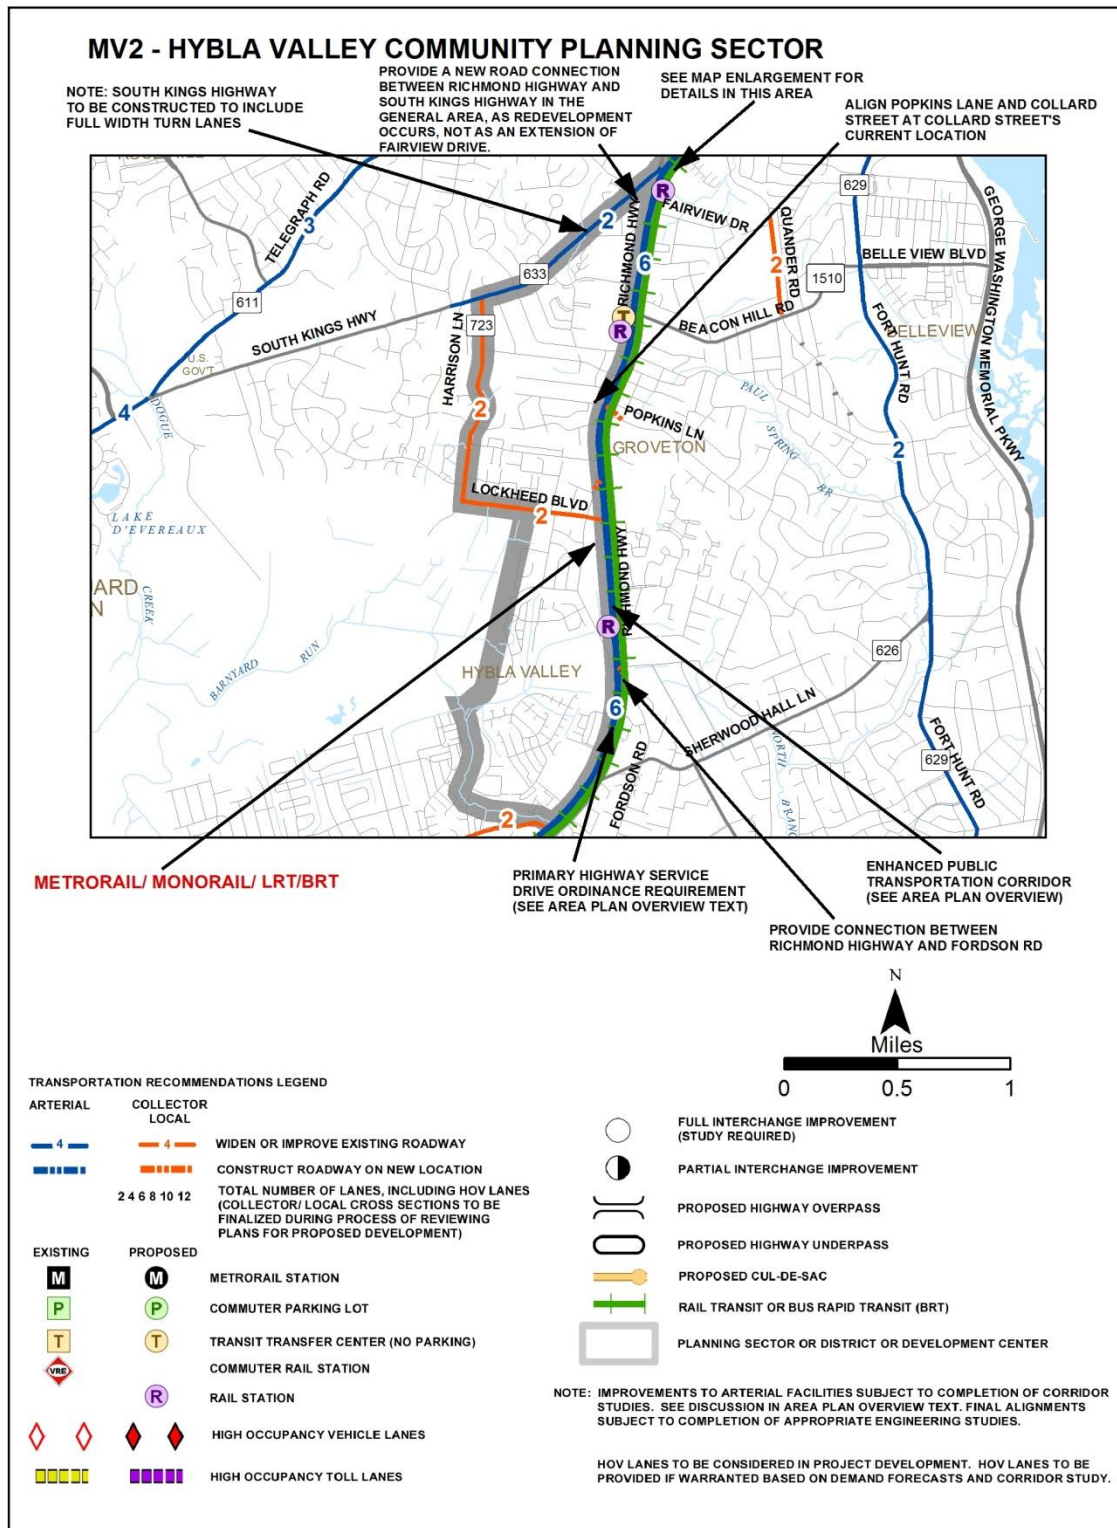 MV2 - HYBLA VALLEY COMMUNITY PLANNING SECTOR
NOTE: SOUTH KINGS HIGHWAY
TO BE CONSTRUCTED TO INCLUDE
FULL WIDTH TURN LANES
PROVIDE A NEW ROAD CONNECTION
BETWEEN RICHMOND HIGHWAY AND
SOUTH KINGS HIGHWAY IN THE
GENERAL AREA, AS REDEVELOPMENT
OCCURS, NOT AS AN EXTENSION OF
FAIRVIEW DRIVE.
SEE MAP ENLARGEMENT FOR
DETAILS IN THIS AREA
ALIGN POPKINS LANE AND COLLARD
STREET AT COLLARD STREET'S
CURRENT LOCATION
TELEGRAPH RD
3
611
SOUTH KINGS HWY
U.S.
GOV'T
4
DOGUE
CREEK
LAKE
D'EVEREAUX
ARD
N
BARNYARD RUN
633
2
723
HARRISON LN
2
LOCKHEED BLVD
2
HYBLA VALLEY
2
R
FAIRVIEW DR
RICHMOND HWY
6
T
R
BEACON HILL RD
QUANDER RD
2
1510
629
BELLE VIEW BLVD
FORT HUNT RD
BELLEVIEW
GEORGE WASHINGTON MEMORIAL PKWY
POPKINS LN
GROVETON
PAUL SPRING BR
2
RICHMOND HWY
R
6
FORDSON RD
SHERWOOD HALL LN
626
629
FORT HUNT RD
NORTH
BRANC
METRORAIL/ MONORAIL/ LRT/BRT
PRIMARY HIGHWAY SERVICE
DRIVE ORDINANCE REQUIREMENT
(SEE AREA PLAN OVERVIEW TEXT)
ENHANCED PUBLIC
TRANSPORTATION CORRIDOR
(SEE AREA PLAN OVERVIEW)
PROVIDE CONNECTION BETWEEN
RICHMOND HIGHWAY AND FORDSON RD
N
Miles
0 0.5 1
TRANSPORTATION RECOMMENDATIONS LEGEND
ARTERIAL COLLECTOR
LOCAL
4 4 WIDEN OR IMPROVE EXISTING ROADWAY
CONSTRUCT ROADWAY ON NEW LOCATION
2 4 6 8 10 12 TOTAL NUMBER OF LANES, INCLUDING HOV LANES
(COLLECTOR/ LOCAL CROSS SECTIONS TO BE
FINALIZED DURING PROCESS OF REVIEWING
PLANS FOR PROPOSED DEVELOPMENT)
EXISTING PROPOSED
M M METRORAIL STATION
P P COMMUTER PARKING LOT
T T TRANSIT TRANSFER CENTER (NO PARKING)
VRE COMMUTER RAIL STATION
R RAIL STATION
HIGH OCCUPANCY VEHICLE LANES
HIGH OCCUPANCY TOLL LANES
FULL INTERCHANGE IMPROVEMENT
(STUDY REQUIRED)
PARTIAL INTERCHANGE IMPROVEMENT
PROPOSED HIGHWAY OVERPASS
PROPOSED HIGHWAY UNDERPASS
PROPOSED CUL-DE-SAC
RAIL TRANSIT OR BUS RAPID TRANSIT (BRT)
PLANNING SECTOR OR DISTRICT OR DEVELOPMENT CENTER
NOTE: IMPROVEMENTS TO ARTERIAL FACILITIES SUBJECT TO COMPLETION OF CORRIDOR
STUDIES. SEE DISCUSSION IN AREA PLAN OVERVIEW TEXT. FINAL ALIGNMENTS
SUBJECT TO COMPLETION OF APPROPRIATE ENGINEERING STUDIES.
HOV LANES TO BE CONSIDERED IN PROJECT DEVELOPMENT. HOV LANES TO BE
PROVIDED IF WARRANTED BASED ON DEMAND FORECASTS AND CORRIDOR STUDY.